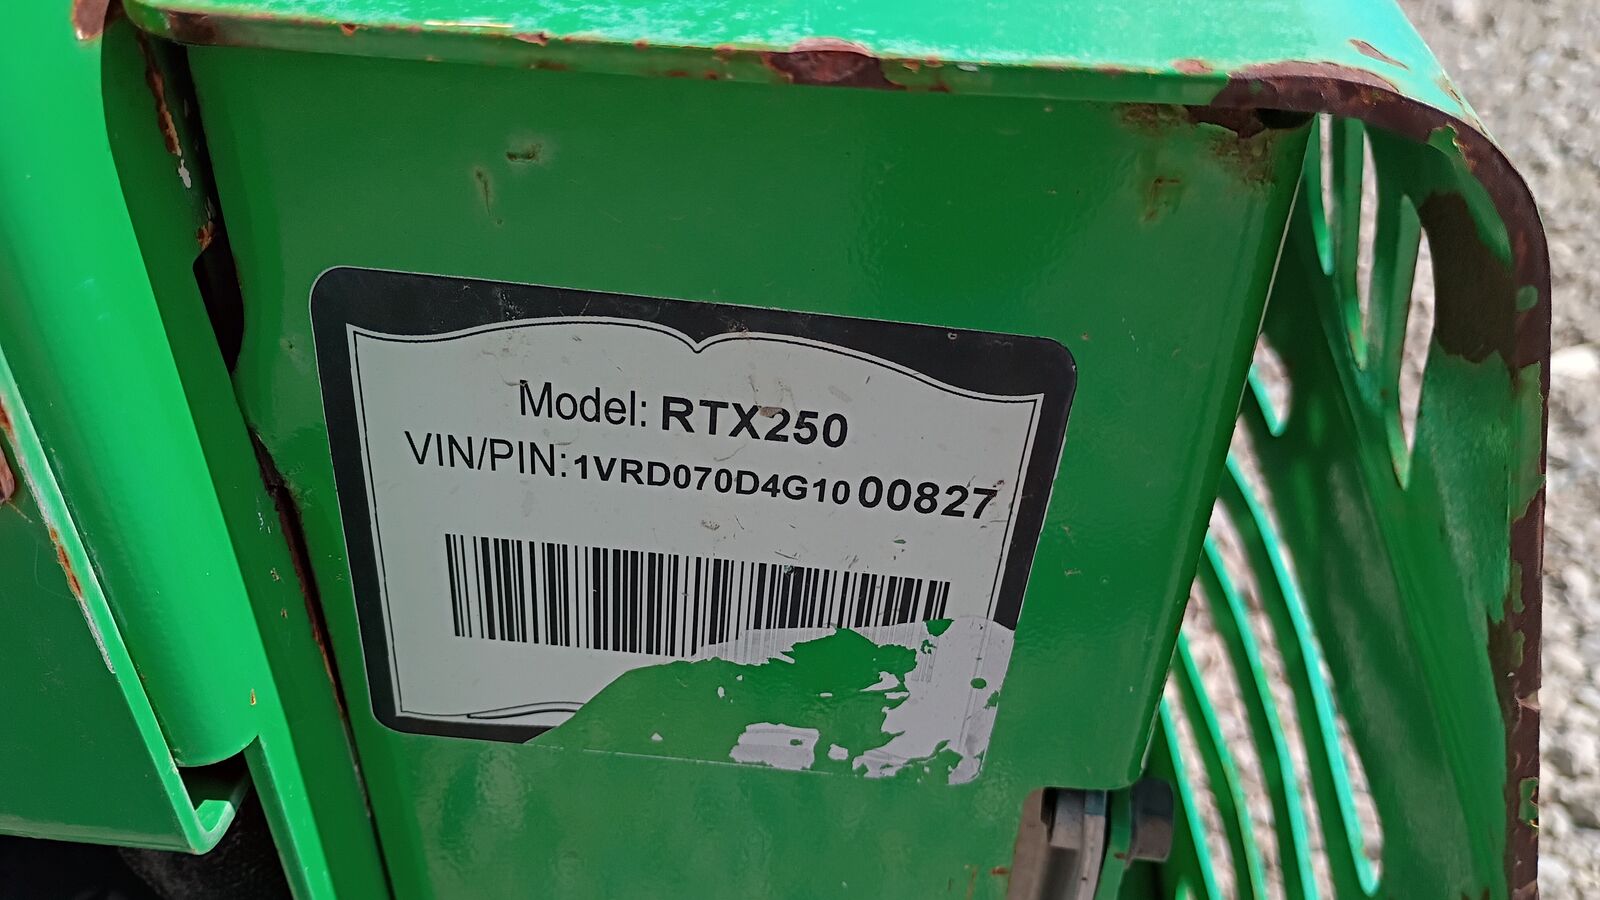 Model: RTX250
VIN/PIN: 1VRD070D4G1000827